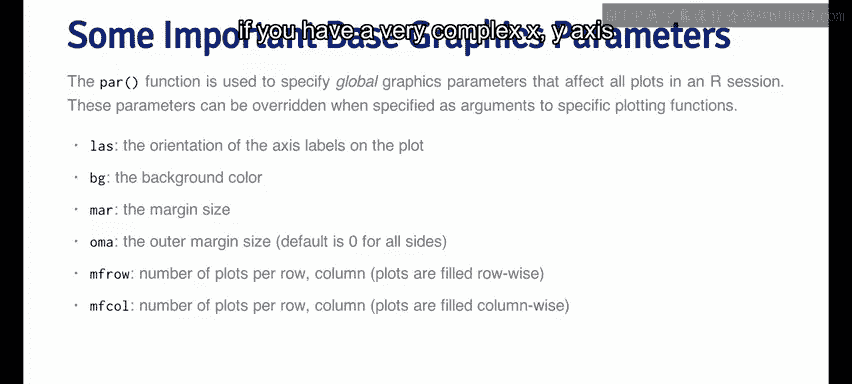 Some Important Base Graphics Parameters
if you have a very complex x, y axis.
The par() function is used to specify global graphics parameters that affect all plots in an R session.
These parameters can be overridden when specified as arguments to specific plotting functions.
· las: the orientation of the axis labels on the plot
· bg: the background color
· mar: the margin size
· oma: the outer margin size (default is 0 for all sides)
· mfrow: number of plots per row, column (plots are filled row-wise)
· mfcol: number of plots per row, column (plots are filled column-wise)